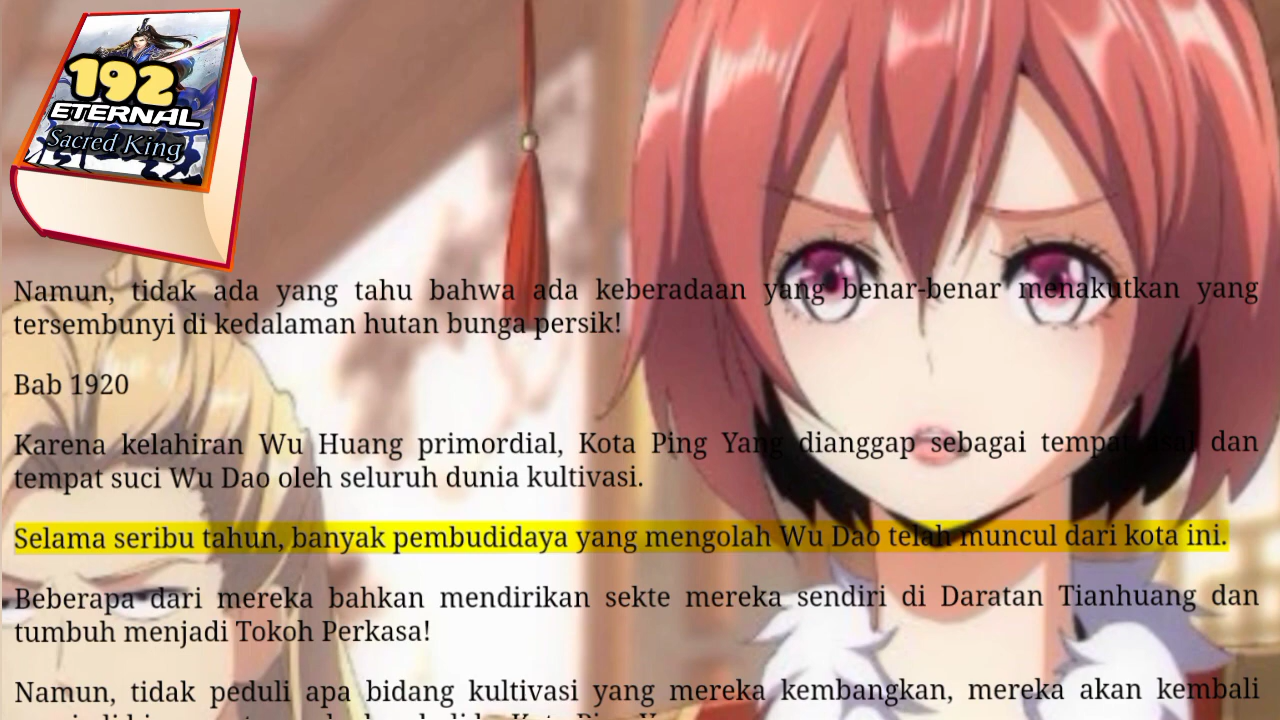 192
ETERNAL
Sacred King
Namun, tidak ada yang tahu bahwa ada keberadaan yang benar-benar menakutkan yang
tersembunyi di kedalaman hutan bunga persik!
Bab 1920
Karena kelahiran Wu Huang primordial, Kota Ping Yang dianggap sebagai tempat asal dan
tempat suci Wu Dao oleh seluruh dunia kultivasi.
Selama seribu tahun, banyak pembudidaya yang mengolah Wu Dao telah muncul dari kota ini.
Beberapa dari mereka bahkan mendirikan sekte mereka sendiri di Daratan Tianhuang dan
tumbuh menjadi Tokoh Perkasa!
Namun, tidak peduli apa bidang kultivasi yang mereka kembangkan, mereka akan kembali